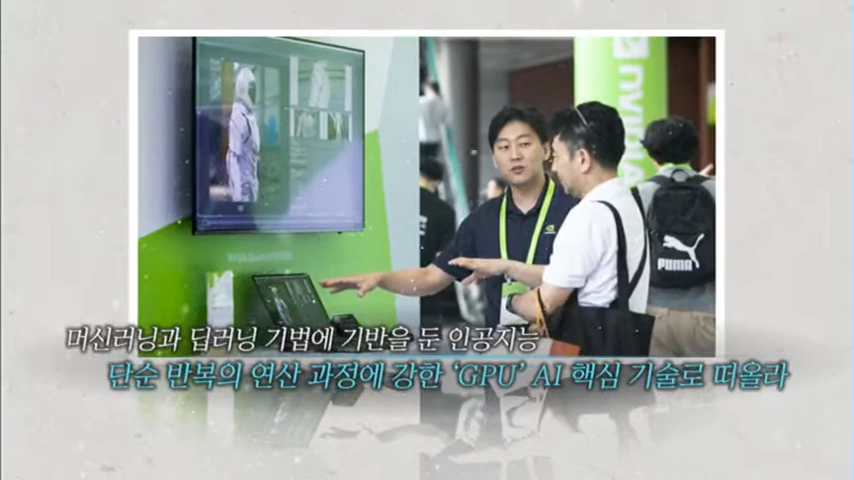 nVIDIA
PUMA
머신러닝과 딥러닝 기법에 기반을 둔 인공지능
단순 반복의 연산 과정에 강한 ‘GPU’ AI 핵심 기술로 떠올라